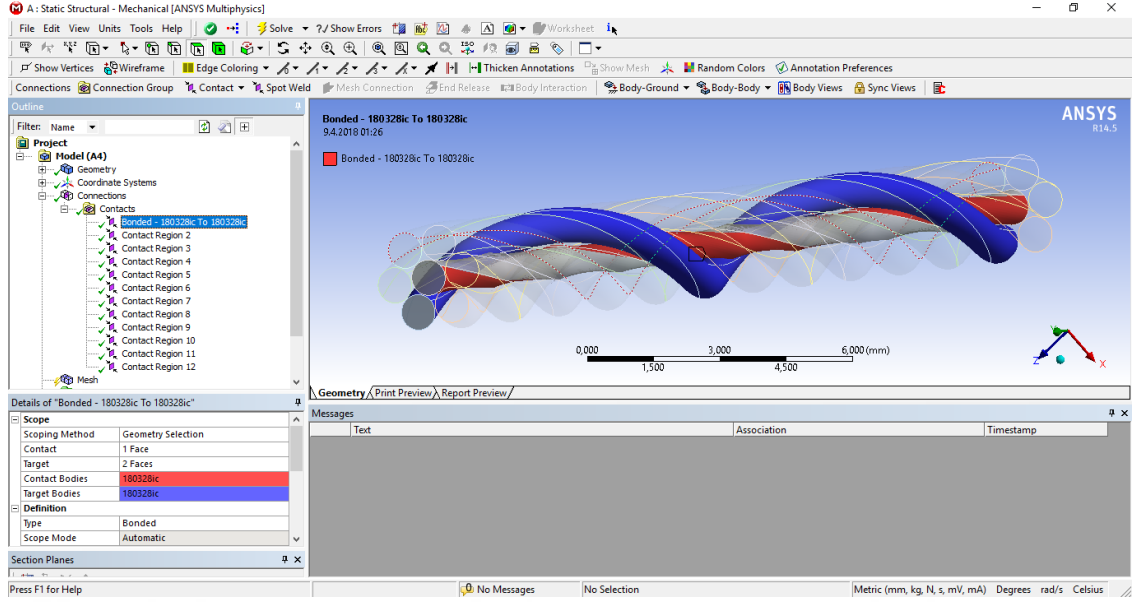 A : Static Structural - Mechanical [ANSYS Multiphysics]
File Edit View Units Tools Help Solve ?/ Show Errors Worksheet
Show Vertices Wireframe Edge Coloring Thicken Annotations Show Mesh Random Colors Annotation Preferences
Connections Connection Group Contact Spot Weld Mesh Connection End Release Body Interaction Body-Ground Body-Body Body Views Sync Views
Outline
Filter: Name
Project
Model (A4)
Geometry
Coordinate Systems
Connections
Contacts
Bonded - 180328ic To 180328ic
Contact Region 2
Contact Region 3
Contact Region 4
Contact Region 5
Contact Region 6
Contact Region 7
Contact Region 8
Contact Region 9
Contact Region 10
Contact Region 11
Contact Region 12
Mesh
Details of "Bonded - 180328ic To 180328ic"
Scope
Scoping Method Geometry Selection
Contact 1 Face
Target 2 Faces
Contact Bodies 180328ic
Target Bodies 180328ic
Definition
Type Bonded
Scope Mode Automatic
Section Planes
Bonded - 180328ic To 180328ic
9.4.2018 01:26
Bonded - 180328ic To 180328ic
ANSYS
R14.5
0,000 3,000 6,000 (mm)
1,500 4,500
Y
Z
X
Geometry Print Preview Report Preview
Messages
Text Association Timestamp
Press F1 for Help No Messages No Selection Metric (mm, kg, N, s, mV, mA) Degrees rad/s Celsius